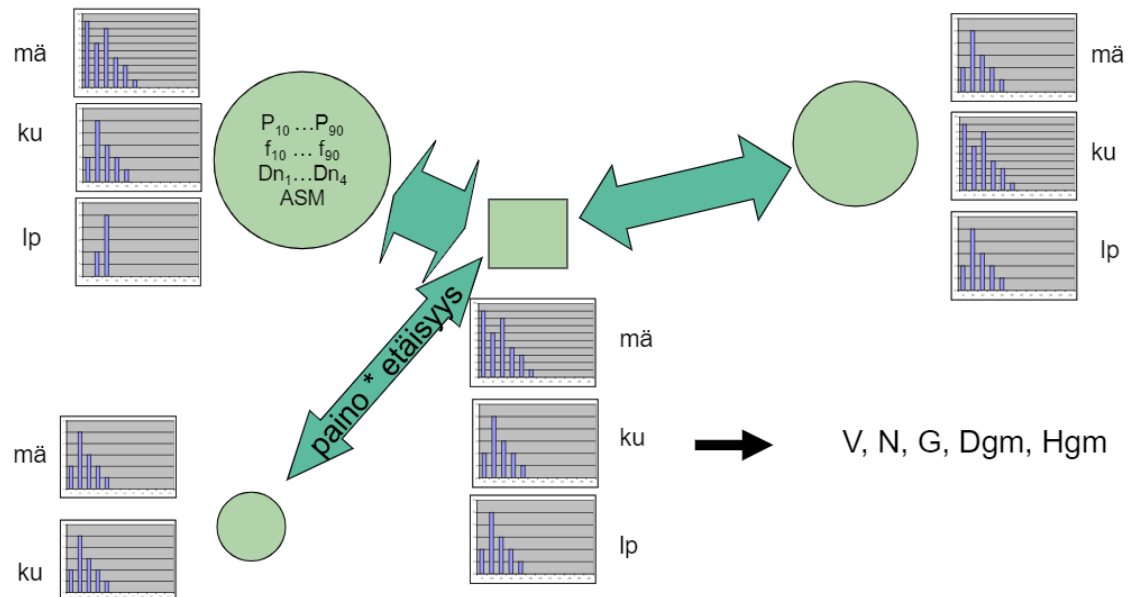 mä
ku
lp
P₁₀ ...P₉₀
f₁₀ ... f₉₀
Dn₁...Dn₄
ASM
mä
ku
lp
paino * etäisyys
mä
ku
lp
V, N, G, Dgm, Hgm
mä
ku